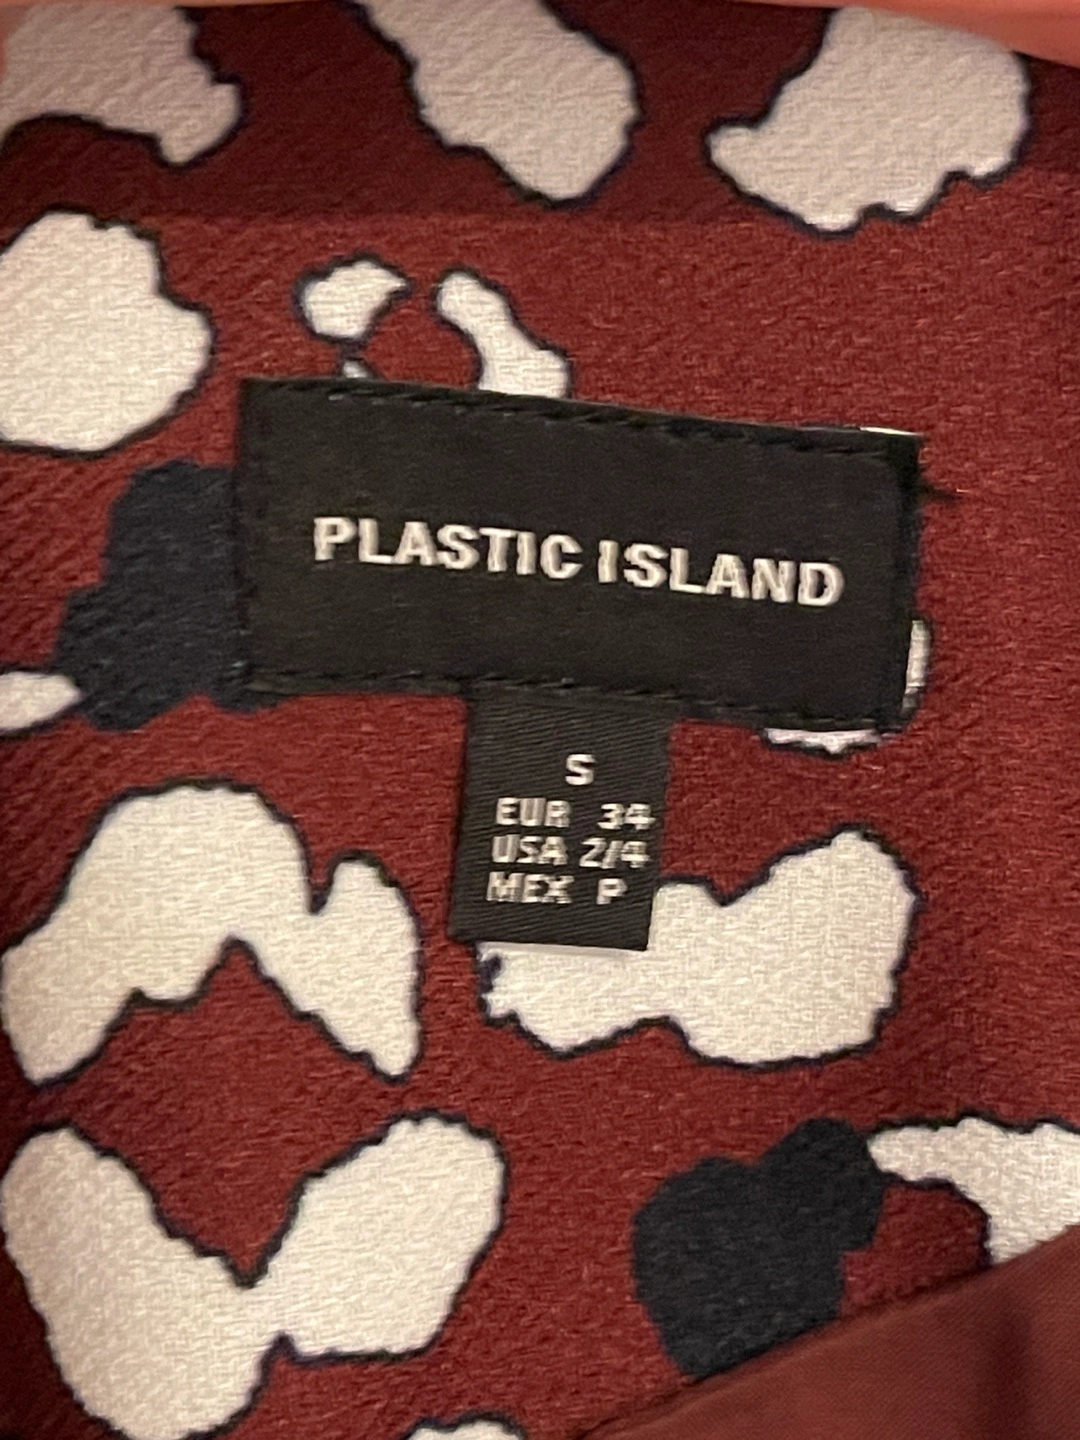 PLASTIC ISLAND
S
EUR 34
USA 2/4
MEX P